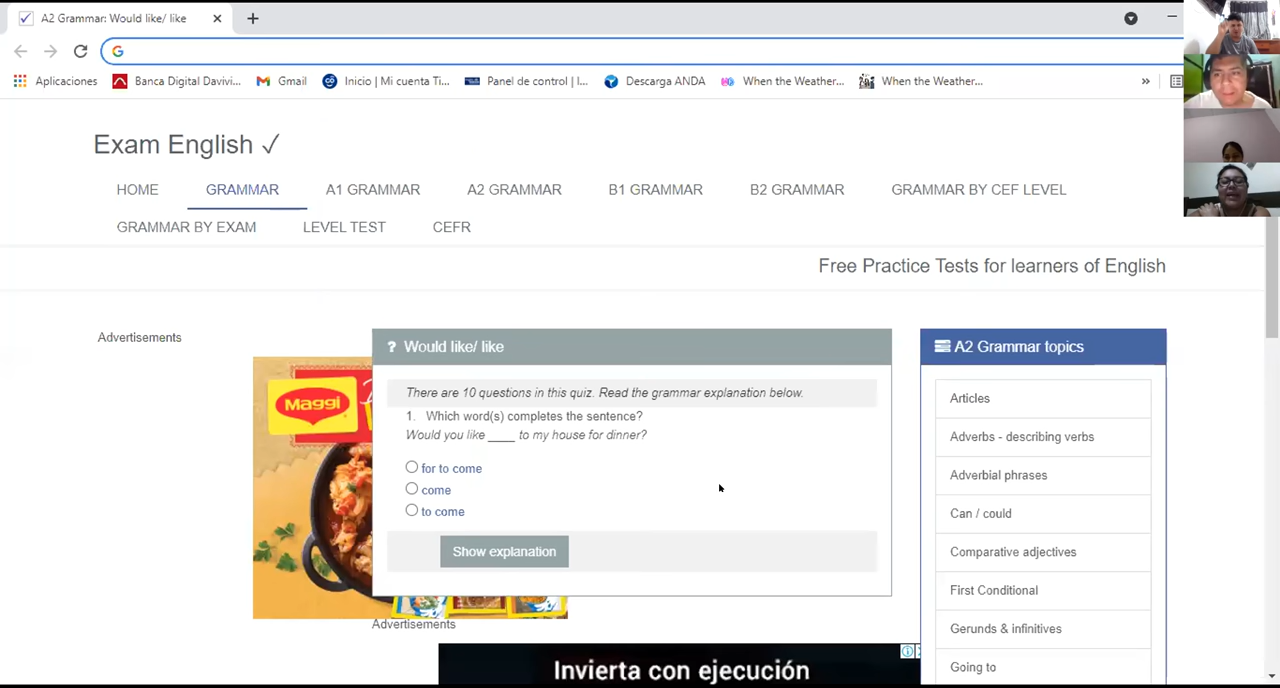 A2 Grammar: Would like/ like
Aplicaciones Banca Digital Davivi... Gmail Inicio | Mi cuenta Ti... Panel de control | I... Descarga ANDA When the Weather... When the Weather... »
Exam English ✓
HOME GRAMMAR A1 GRAMMAR A2 GRAMMAR B1 GRAMMAR B2 GRAMMAR GRAMMAR BY CEF LEVEL
GRAMMAR BY EXAM LEVEL TEST CEFR
Free Practice Tests for learners of English
Advertisements
Maggi
? Would like/ like
There are 10 questions in this quiz. Read the grammar explanation below.
1. Which word(s) completes the sentence?
Would you like ____ to my house for dinner?
for to come
come
to come
Show explanation
Advertisements
Invierta con ejecución
A2 Grammar topics
Articles
Adverbs - describing verbs
Adverbial phrases
Can / could
Comparative adjectives
First Conditional
Gerunds & infinitives
Going to